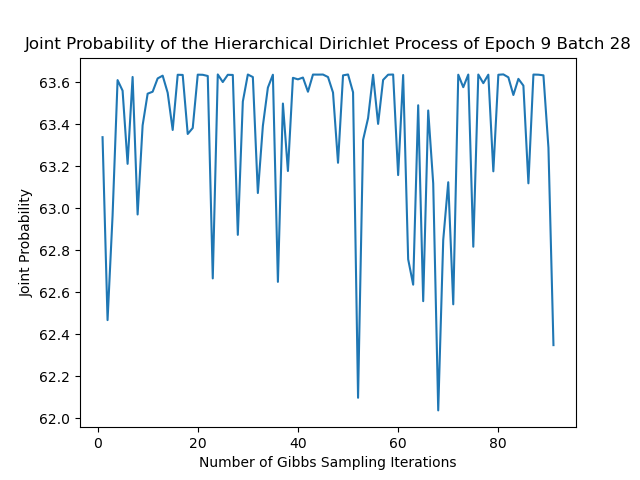 Joint Probability of the Hierarchical Dirichlet Process of Epoch 9 Batch 28
Joint Probability
63.6
63.4
63.2
63.0
62.8
62.6
62.4
62.2
62.0
0 20 40 60 80
Number of Gibbs Sampling Iterations